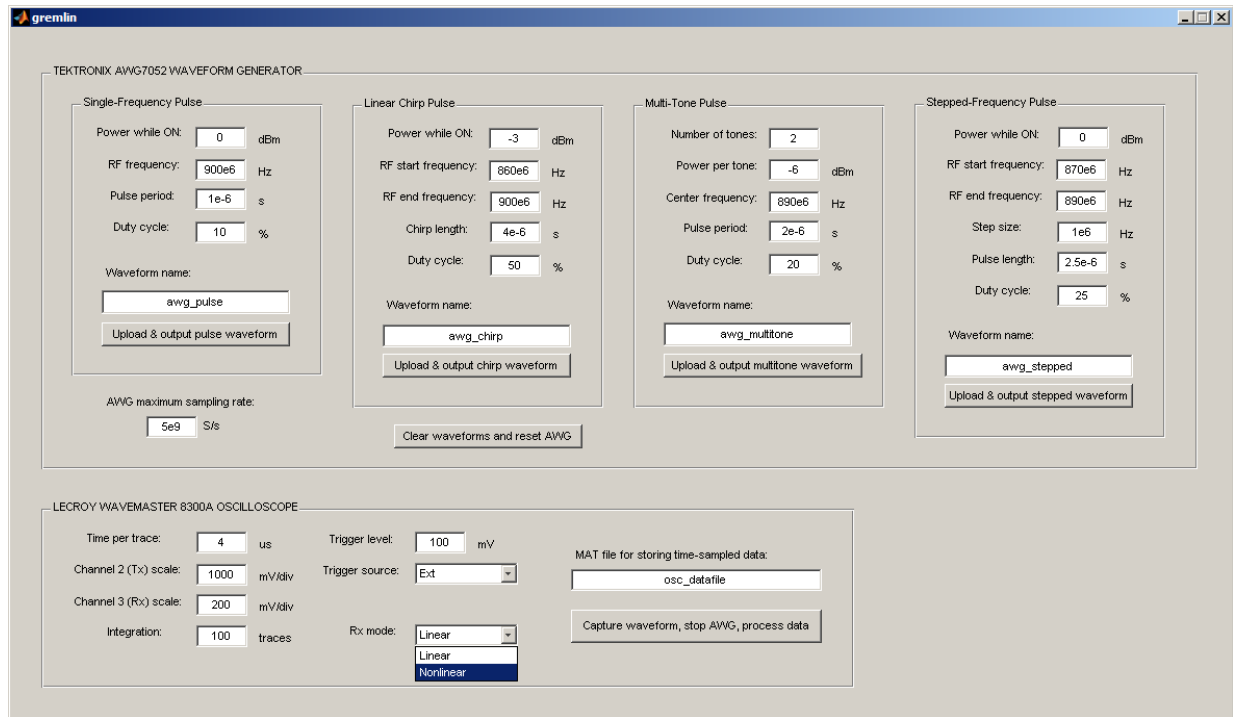 gremlin
TEKTRONIX AWG7052 WAVEFORM GENERATOR
Single-Frequency Pulse
Power while ON: 0 dBm
RF frequency: 900e6 Hz
Pulse period: 1e-6 s
Duty cycle: 10 %
Waveform name:
awg_pulse
Upload & output pulse waveform
AWG maximum sampling rate:
5e9 S/s
Linear Chirp Pulse
Power while ON: -3 dBm
RF start frequency: 860e6 Hz
RF end frequency: 900e6 Hz
Chirp length: 4e-6 s
Duty cycle: 50 %
Waveform name:
awg_chirp
Upload & output chirp waveform
Clear waveforms and reset AWG
Multi-Tone Pulse
Number of tones: 2
Power per tone: -6 dBm
Center frequency: 890e6 Hz
Pulse period: 2e-6 s
Duty cycle: 20 %
Waveform name:
awg_multitone
Upload & output multitone waveform
Stepped-Frequency Pulse
Power while ON: 0 dBm
RF start frequency: 870e6 Hz
RF end frequency: 890e6 Hz
Step size: 1e6 Hz
Pulse length: 2.5e-6 s
Duty cycle: 25 %
Waveform name:
awg_stepped
Upload & output stepped waveform
LECROY WAVEMASTER 8300A OSCILLOSCOPE
Time per trace: 4 us
Channel 2 (Tx) scale: 1000 mV/div
Channel 3 (Rx) scale: 200 mV/div
Integration: 100 traces
Trigger level: 100 mV
Trigger source: Ext
Rx mode: Linear
Linear
Nonlinear
MAT file for storing time-sampled data:
osc_datafile
Capture waveform, stop AWG, process data